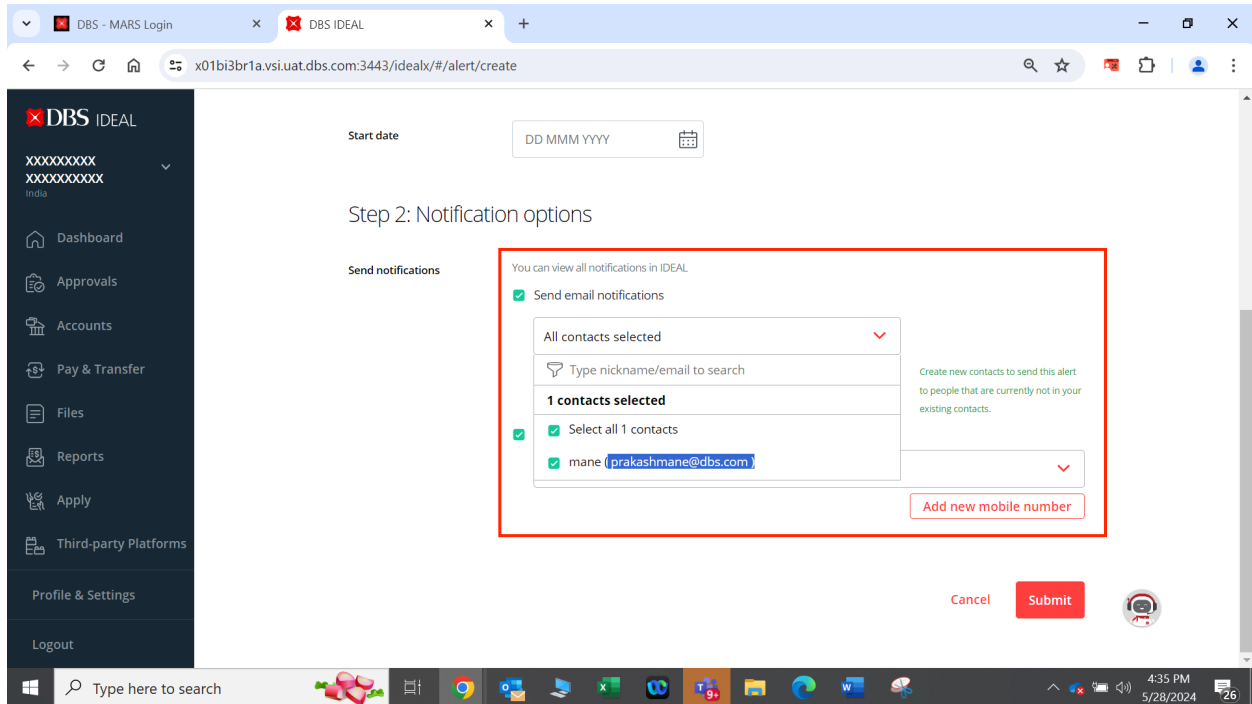 DBS - MARS Login
DBS IDEAL
x01bi3br1a.vsi.uat.dbs.com:3443/idealx/#/alert/create
DBS IDEAL
XXXXXXXXX
XXXXXXXXXX
India
Dashboard
Approvals
Accounts
Pay & Transfer
Files
Reports
Apply
Third-party Platforms
Profile & Settings
Logout
Start date
DD MMM YYYY
Step 2: Notification options
Send notifications
You can view all notifications in IDEAL
Send email notifications
All contacts selected
Type nickname/email to search
1 contacts selected
Select all 1 contacts
mane ( prakashmane@dbs.com )
Create new contacts to send this alert
to people that are currently not in your
existing contacts.
Add new mobile number
Cancel
Submit
Type here to search
9+
4:35 PM
5/28/2024
26